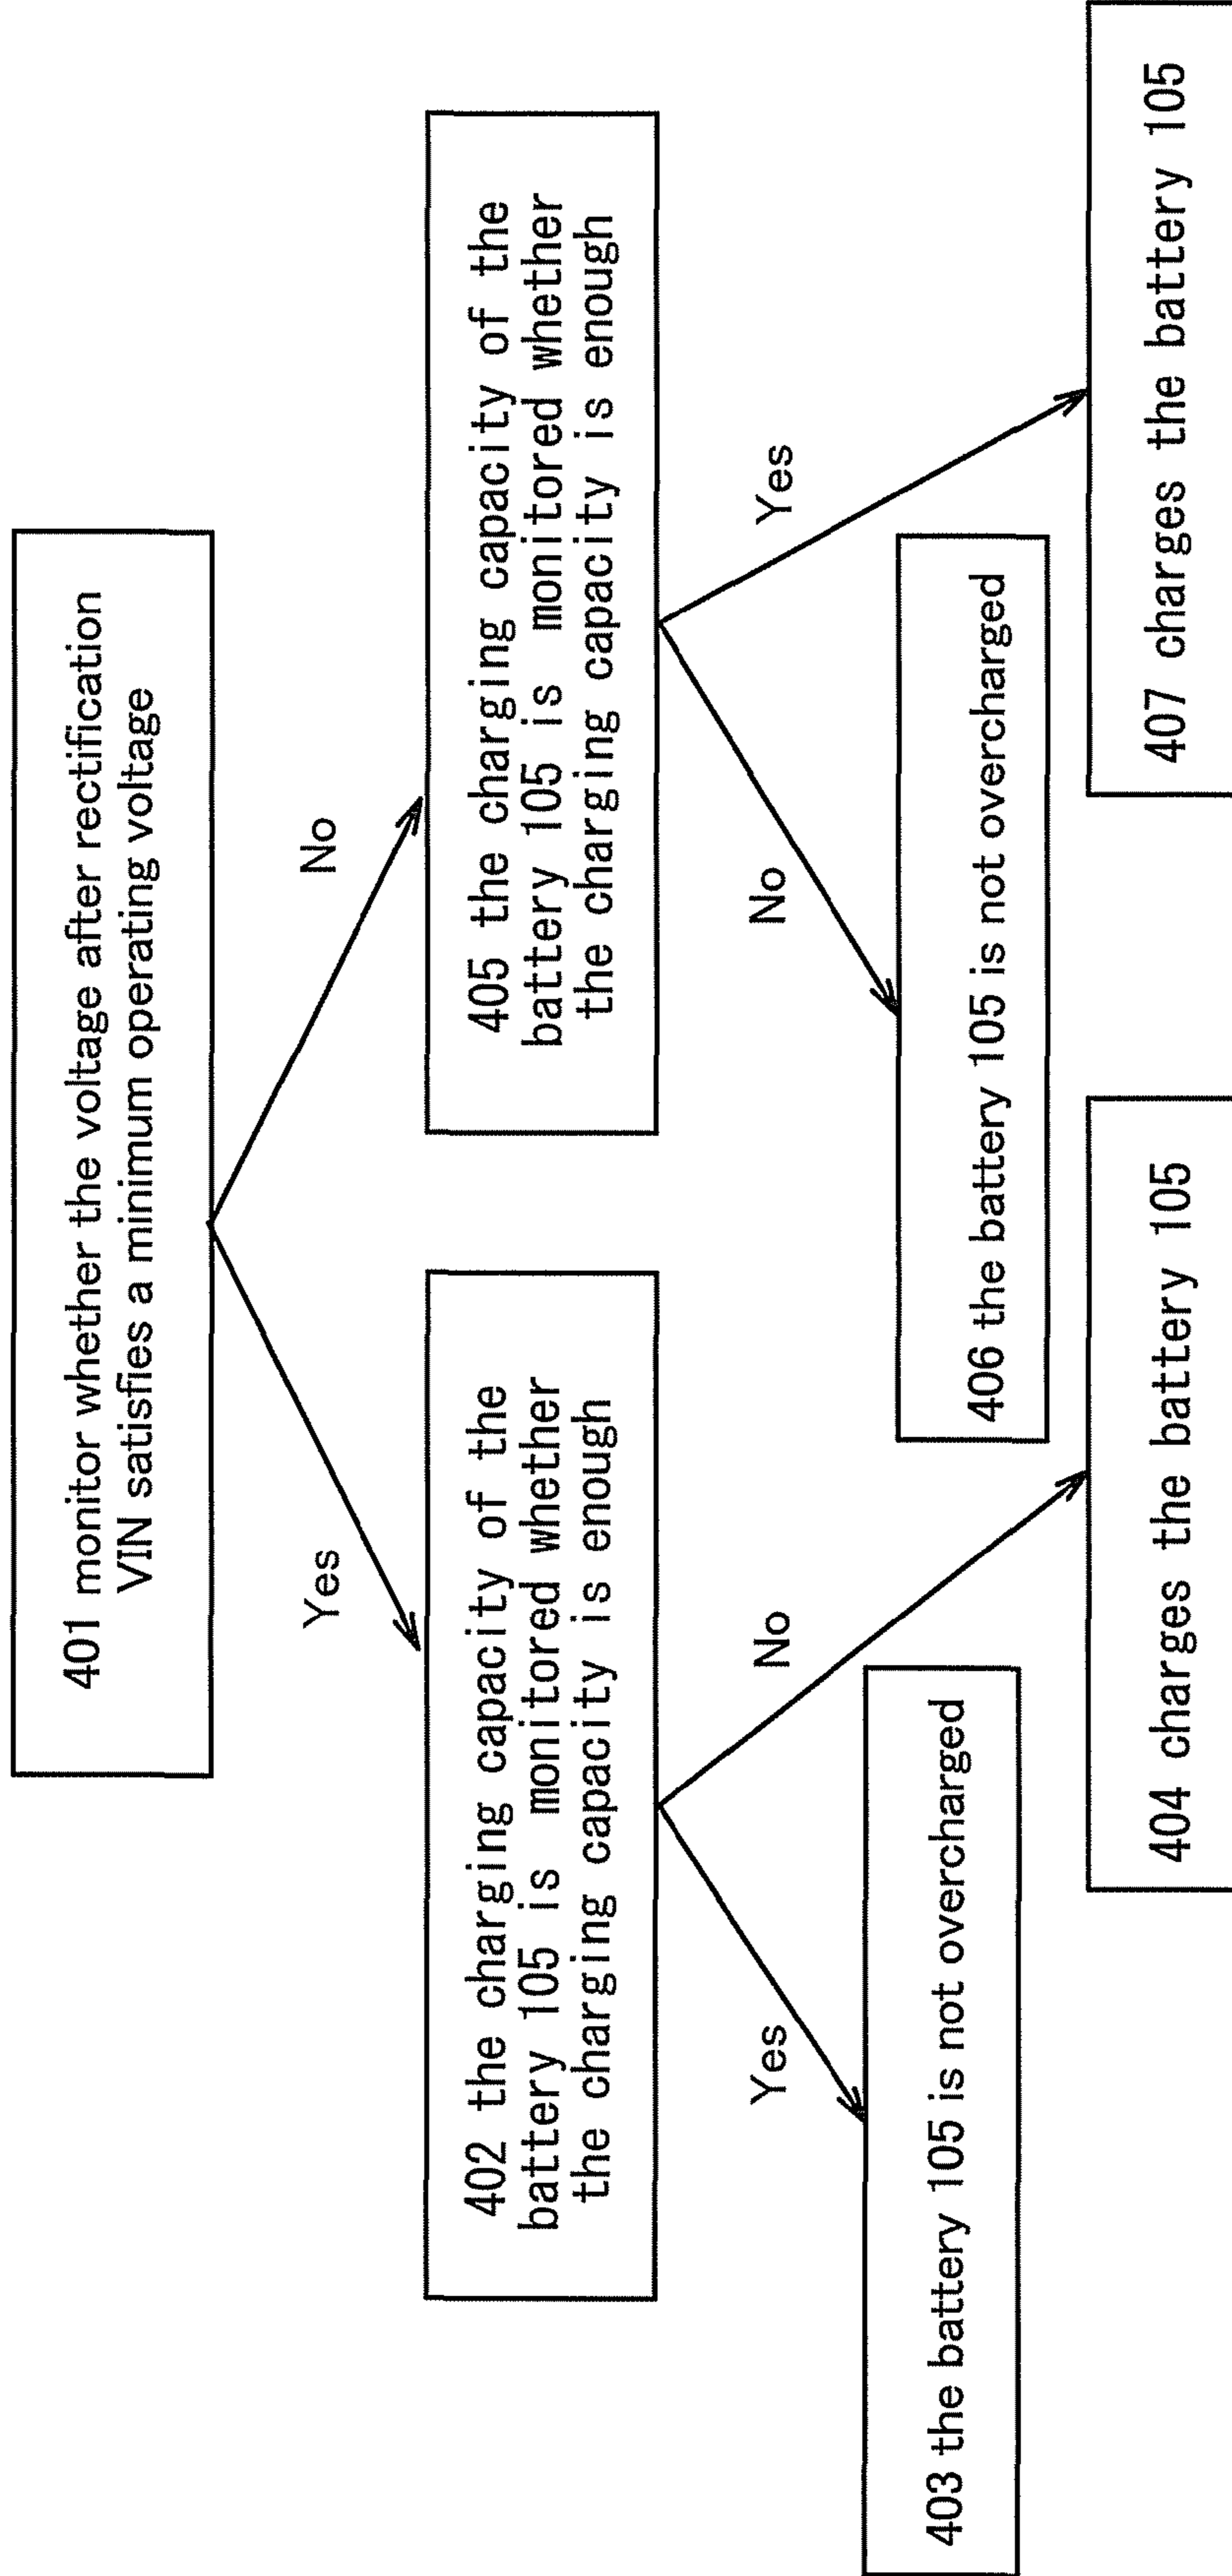 401 monitor whether the voltage after rectification
VIN satisfies a minimum operating voltage
Yes
No
402 the charging capacity of the
battery 105 is monitored whether
the charging capacity is enough
405 the charging capacity of the
battery 105 is monitored whether
the charging capacity is enough
Yes
No
No
Yes
403 the battery 105 is not overcharged
406 the battery 105 is not overcharged
404 charges the battery 105
407 charges the battery 105